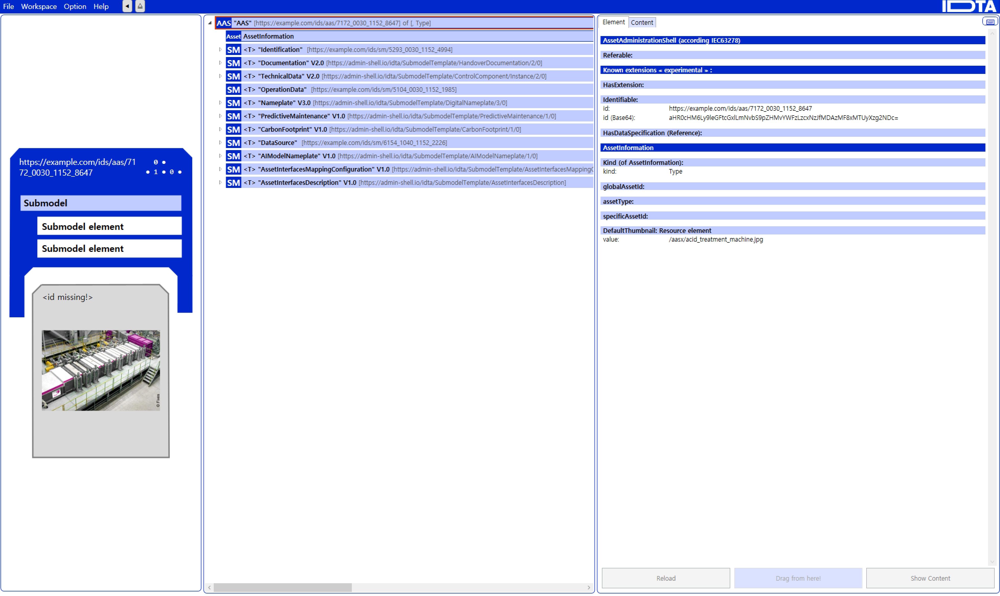 File Workspace Option Help
IDTA
https://example.com/ids/aas/71
72_0030_1152_8647
0 •
• 1 • 0 •
Submodel
Submodel element
Submodel element
<id missing!>
© Fives
AAS "AAS" [https://example.com/ids/aas/7172_0030_1152_8647] of [, Type]
Asset AssetInformation
SM <T> "Identification" [https://example.com/ids/sm/5293_0030_1152_4994]
SM <T> "Documentation" V2.0 [https://admin-shell.io/idta/SubmodelTemplate/HandoverDocumentation/2/0]
SM <T> "TechnicalData" V2.0 [https://admin-shell.io/idta/SubmodelTemplate/ControlComponent/Instance/2/0]
SM <T> "OperationData" [https://example.com/ids/sm/5104_0030_1152_1985]
SM <T> "Nameplate" V3.0 [https://admin-shell.io/idta/SubmodelTemplate/DigitalNameplate/3/0]
SM <T> "PredictiveMaintenance" V1.0 [https://admin-shell.io/idta/SubmodelTemplate/PredictiveMaintenance/1/0]
SM <T> "CarbonFootprint" V1.0 [https://admin-shell.io/idta/SubmodelTemplate/CarbonFootprint/1/0]
SM <T> "DataSource" [https://example.com/ids/sm/6154_1040_1152_2226]
SM <T> "AIModelNameplate" V1.0 [https://admin-shell.io/idta/SubmodelTemplate/AIModelNameplate/1/0]
SM <T> "AssetInterfacesMappingConfiguration" V1.0 [https://admin-shell.io/idta/SubmodelTemplate/AssetInterfacesMapping
SM <T> "AssetInterfacesDescription" V1.0 [https://admin-shell.io/idta/SubmodelTemplate/AssetInterfacesDescription]
Element Content
AssetAdministrationShell (according IEC63278)
Referable:
Known extensions « experimental » :
HasExtension:
Identifiable:
id: https://example.com/ids/aas/7172_0030_1152_8647
id (Base64): aHR0cHM6Ly9leGFtcGxlLmNvbS9pZHMvYWFzLzcxNzJfMDAzMF8xMTUyXzg2NDc=
HasDataSpecification (Reference):
AssetInformation
Kind (of AssetInformation):
kind: Type
globalAssetId:
assetType:
specificAssetId:
DefaultThumbnail: Resource element
value: /aasx/acid_treatment_machine.jpg
Reload
Drag from here!
Show Content